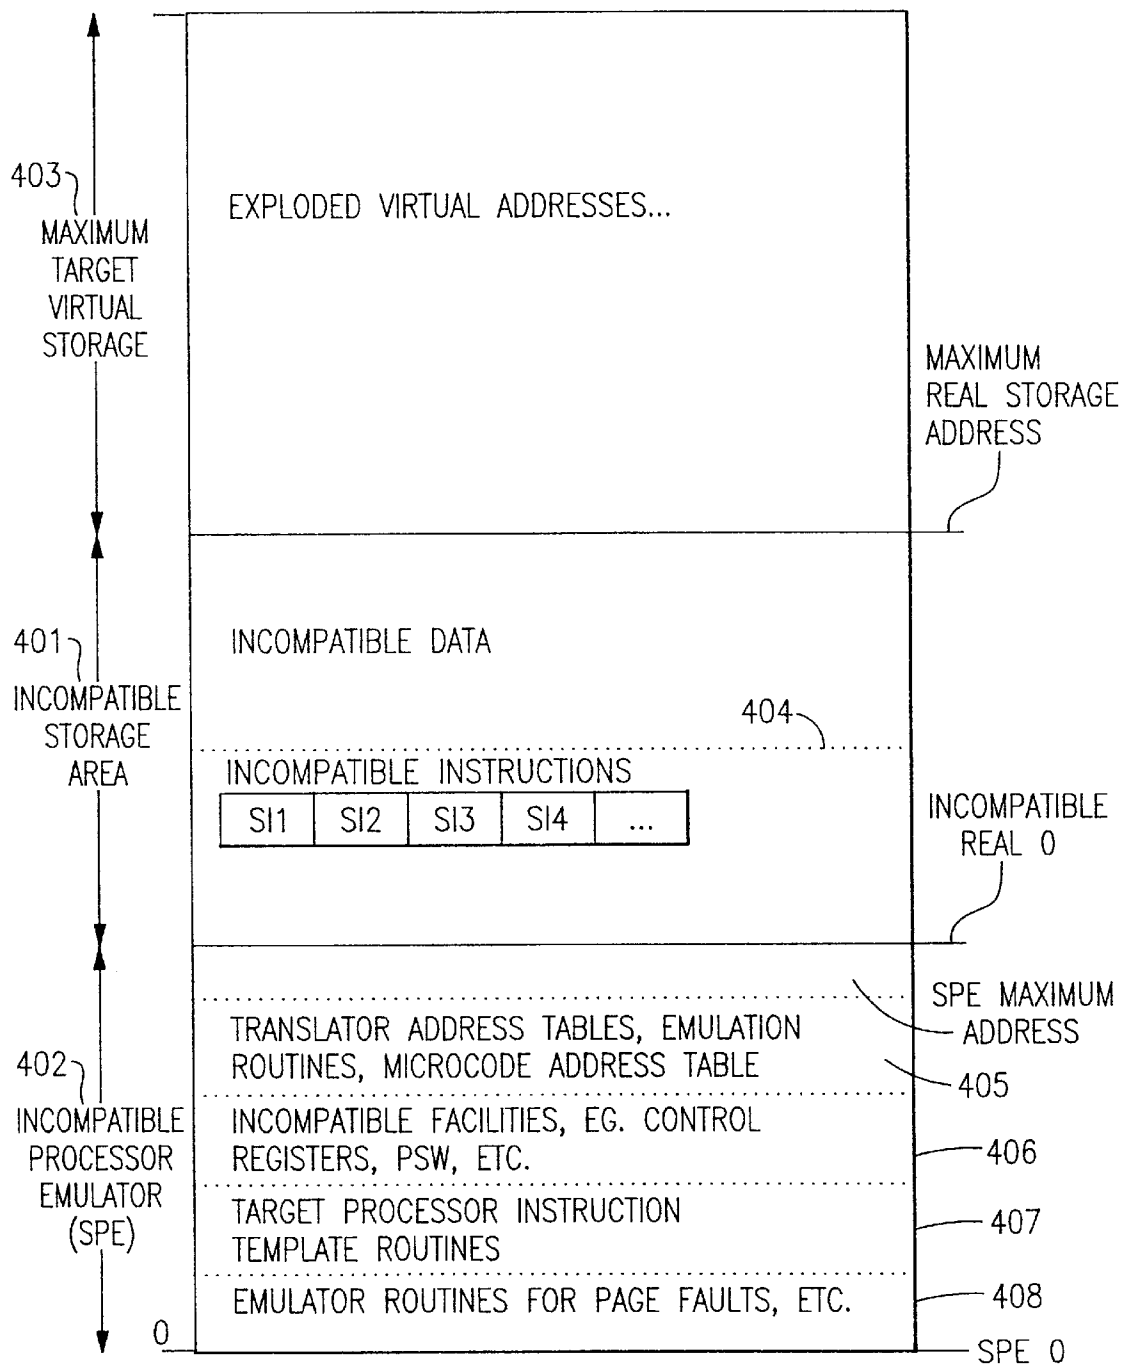 403
MAXIMUM
TARGET
VIRTUAL
STORAGE
EXPLODED VIRTUAL ADDRESSES...
MAXIMUM
REAL STORAGE
ADDRESS
401
INCOMPATIBLE
STORAGE
AREA
INCOMPATIBLE DATA
404
INCOMPATIBLE INSTRUCTIONS
SI1 SI2 SI3 SI4 ...
INCOMPATIBLE
REAL 0
SPE MAXIMUM
ADDRESS
402
INCOMPATIBLE
PROCESSOR
EMULATOR
(SPE)
TRANSLATOR ADDRESS TABLES, EMULATION
ROUTINES, MICROCODE ADDRESS TABLE
405
INCOMPATIBLE FACILITIES, EG. CONTROL
REGISTERS, PSW, ETC.
406
TARGET PROCESSOR INSTRUCTION
TEMPLATE ROUTINES
407
EMULATOR ROUTINES FOR PAGE FAULTS, ETC.
408
0
SPE 0